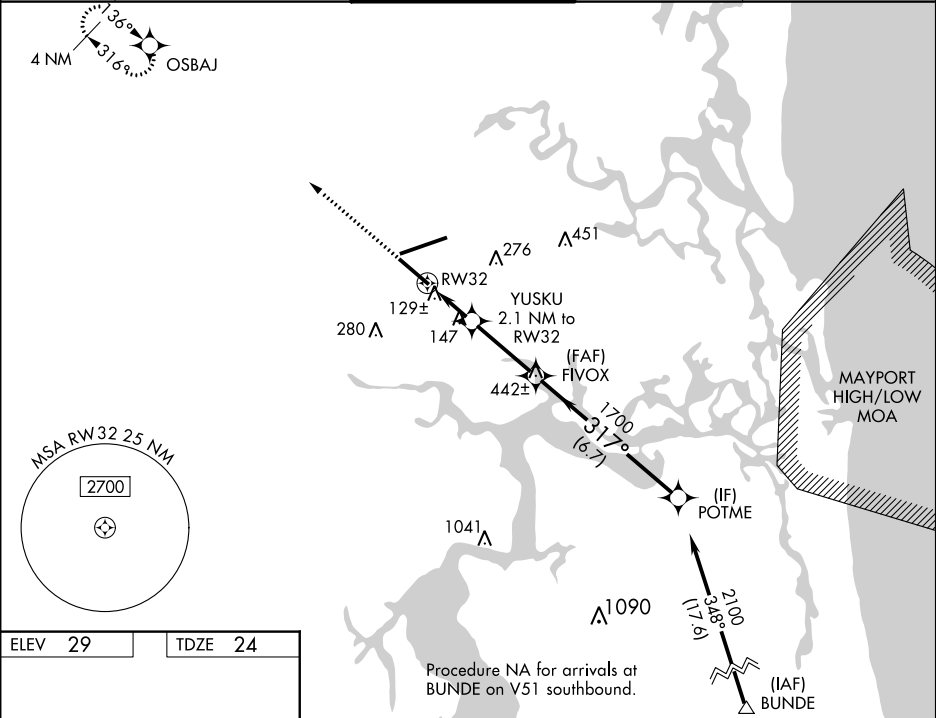 136°
4 NM
316°
OSBAJ
276
451
RW32
129±
YUSKU
2.1 NM to
RW32
280
147
(FAF)
FIVOX
442±
MAYPORT
HIGH/LOW
MOA
1700
317°
(6.7)
MSA RW32 25 NM
2700
(IF)
POTME
1041
1090
2100
348°
(17.6)
ELEV 29
TDZE 24
Procedure NA for arrivals at
BUNDE on V51 southbound.
(IAF)
BUNDE